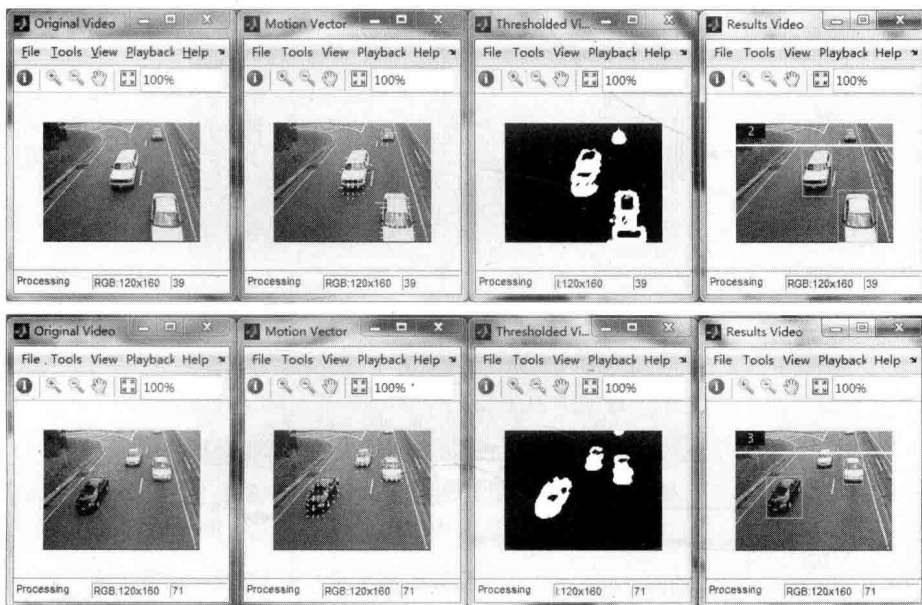 Original Video
Motion Vector
Thresholded Vi...
Results Video
File Tools View Playback Help
File Tools View Playback Help
File Tools View Playback Help
File Tools View Playback Help
100%
100%
100%
100%
2
Processing RGB:120x160 39
Processing RGB:120x160 39
Processing I:120x160 39
Processing RGB:120x160 39
Original Video
Motion Vector
Thresholded Vi...
Results Video
File Tools View Playback Help
File Tools View Playback Help
File Tools View Playback Help
File Tools View Playback Help
100%
100%
100%
100%
3
Processing RGB:120x160 71
Processing RGB:120x160 71
Processing I:120x160 71
Processing RGB:120x160 71